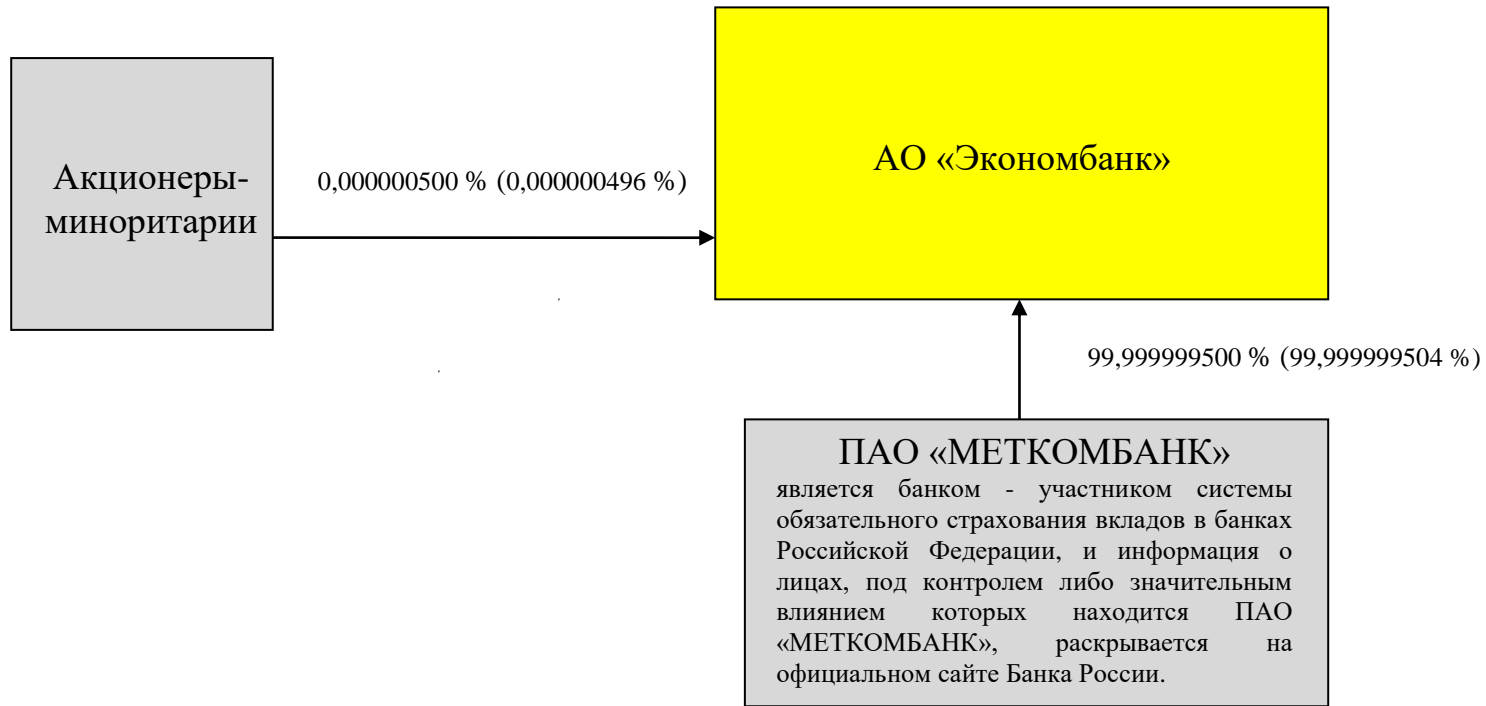 Акционеры-
миноритарии
0,000000500 % (0,000000496 %)
АО «Экономбанк»
99,999999500 % (99,999999504 %)
ПАО «МЕТКОМБАНК»
является банком - участником системы
обязательного страхования вкладов в банках
Российской Федерации, и информация о
лицах, под контролем либо значительным
влиянием которых находится ПАО
«МЕТКОМБАНК», раскрывается на
официальном сайте Банка России.